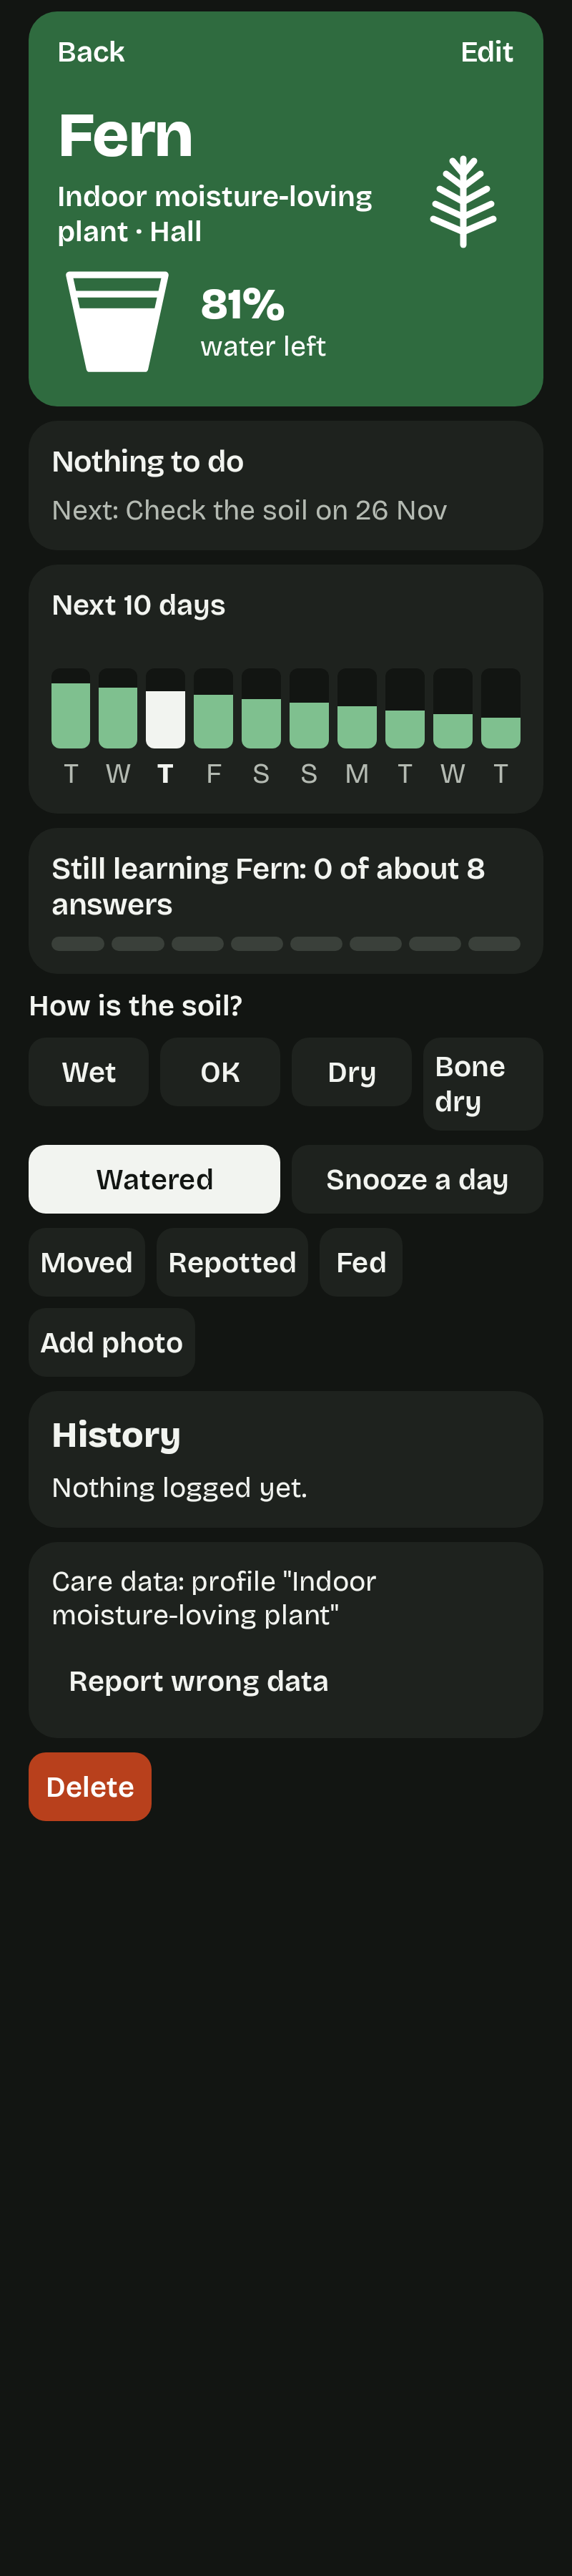 Back
Edit
Fern
Indoor moisture-loving
plant · Hall
81%
water left
Nothing to do
Next: Check the soil on 26 Nov
Next 10 days
T W T F S S M T W T
Still learning Fern: 0 of about 8
answers
How is the soil?
Wet
OK
Dry
Bone
dry
Watered
Snooze a day
Moved
Repotted
Fed
Add photo
History
Nothing logged yet.
Care data: profile "Indoor
moisture-loving plant"
Report wrong data
Delete